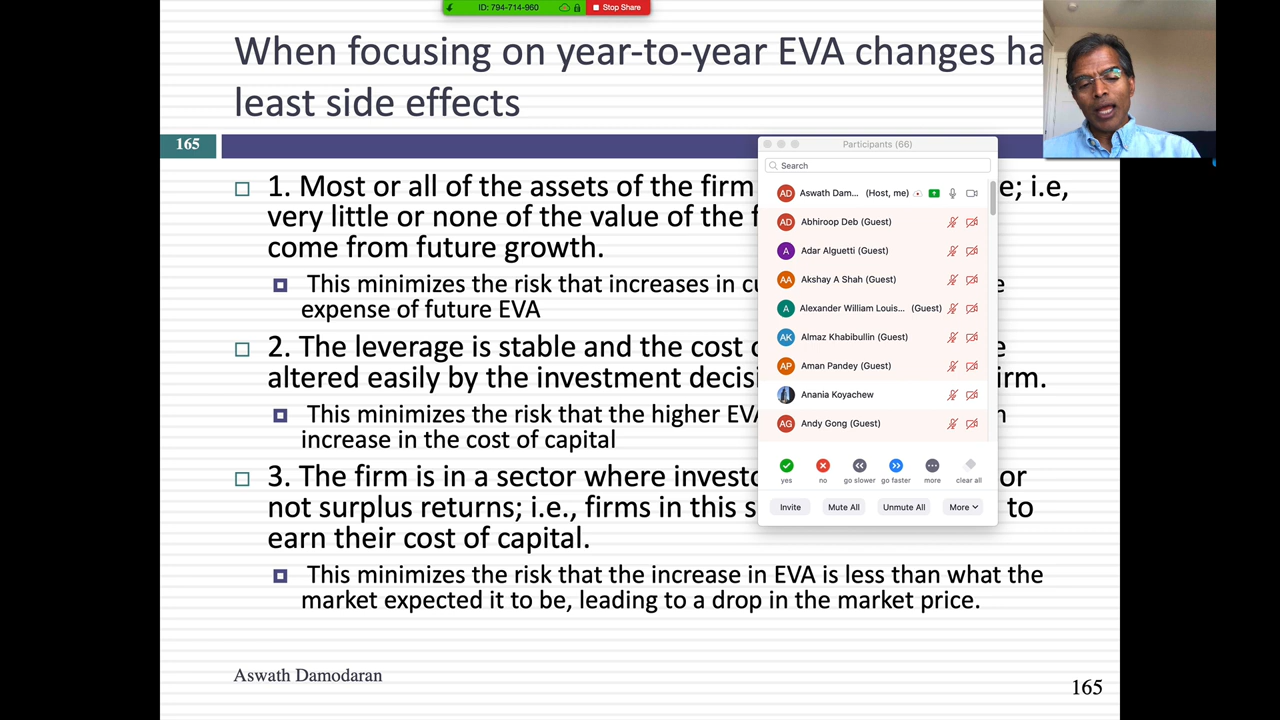 ID: 794-714-960
Stop Share
When focusing on year-to-year EVA changes ha
least side effects
165
1. Most or all of the assets of the firm
e; i.e,
very little or none of the value of the f
come from future growth.
This minimizes the risk that increases in cu
e
expense of future EVA
2. The leverage is stable and the cost
e
altered easily by the investment decisi
irm.
This minimizes the risk that the higher EVA
n
increase in the cost of capital
3. The firm is in a sector where investo
or
not surplus returns; i.e., firms in this s
to
earn their cost of capital.
This minimizes the risk that the increase in EVA is less than what the
market expected it to be, leading to a drop in the market price.
Aswath Damodaran
165
Participants (66)
Search
AD Aswath Dam... (Host, me)
AD Abhiroop Deb (Guest)
A Adar Alguetti (Guest)
AA Akshay A Shah (Guest)
A Alexander William Louis... (Guest)
AK Almaz Khabibullin (Guest)
AP Aman Pandey (Guest)
Anania Koyachew
AG Andy Gong (Guest)
yes no go slower go faster more clear all
Invite Mute All Unmute All More